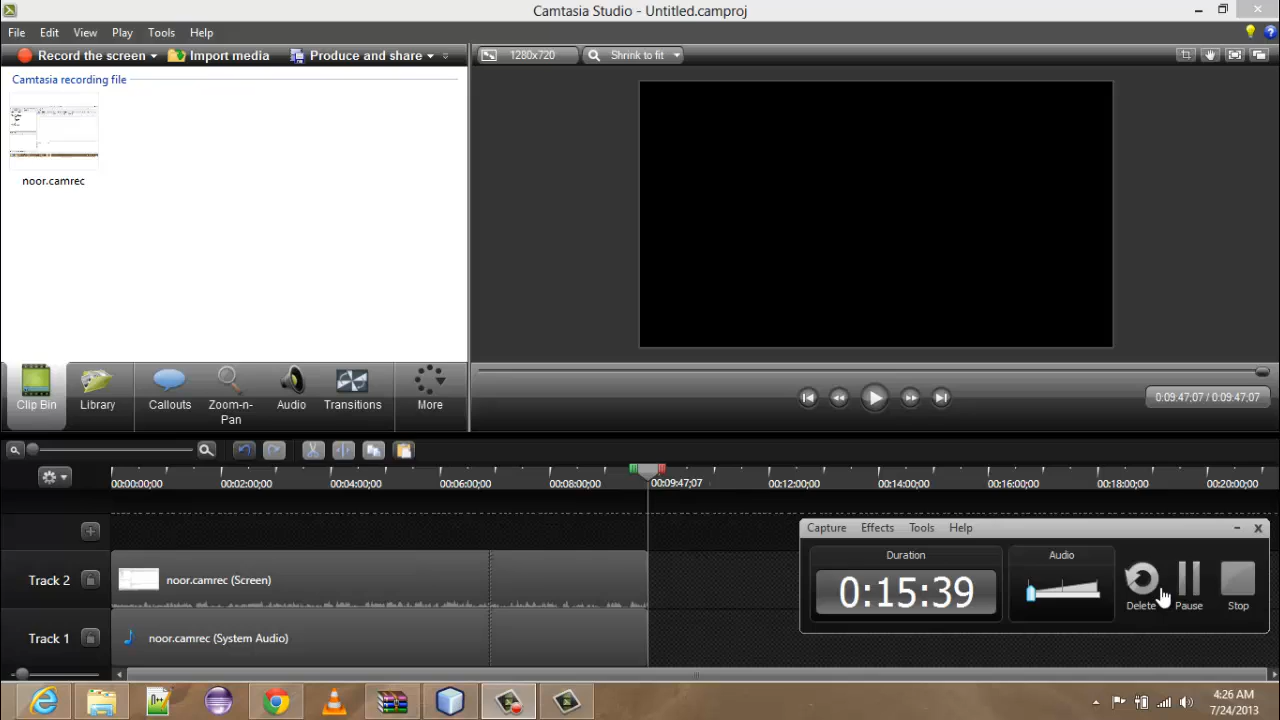 Camtasia Studio - Untitled.camproj
File Edit View Play Tools Help
Record the screen Import media Produce and share
1280x720 Shrink to fit
Camtasia recording file
noor.camrec
Clip Bin Library Callouts Zoom-n-Pan Audio Transitions More
0:09:47;07 / 0:09:47;07
00:00:00;00 00:02:00;00 00:04:00;00 00:06:00;00 00:08:00;00 00:09:47;07 00:12:00;00 00:14:00;00 00:16:00;00 00:18:00;00 00:20:00;00
Capture Effects Tools Help
Duration Audio
0:15:39
Delete Pause Stop
Track 2 noor.camrec (Screen)
Track 1 noor.camrec (System Audio)
4:26 AM
7/24/2013